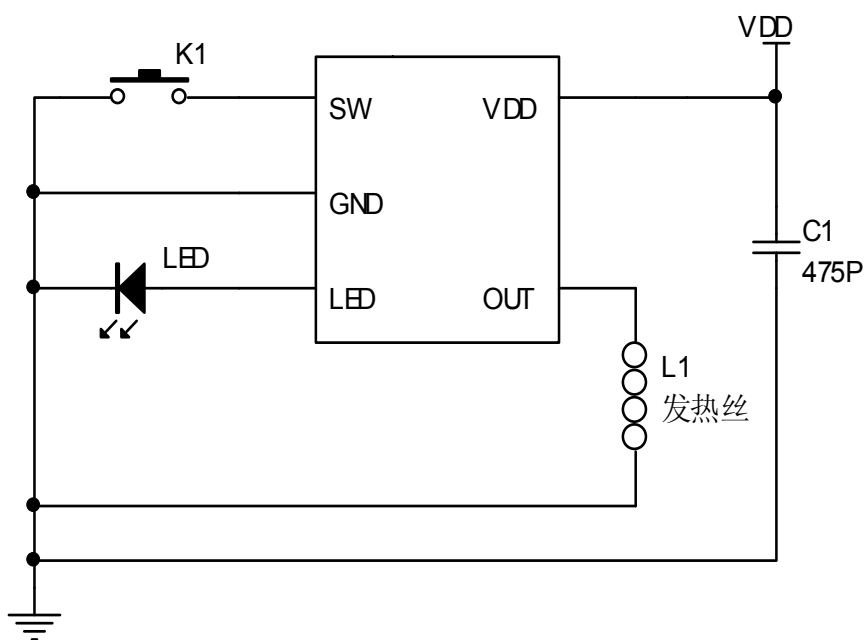 VDD
K1
SW
VDD
GND
LED
LED
OUT
C1
475P
L1
发热丝